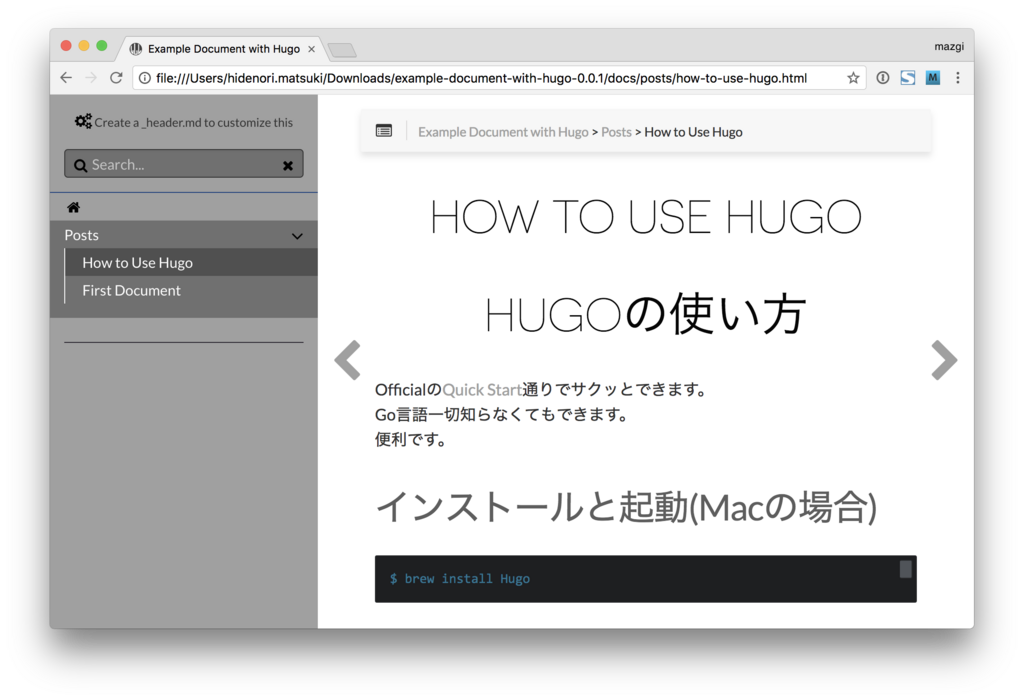 Example Document with Hugo
mazgi
file:///Users/hidenori.matsuki/Downloads/example-document-with-hugo-0.0.1/docs/posts/how-to-use-hugo.html
Create a _header.md to customize this
Search...
Posts
How to Use Hugo
First Document
Example Document with Hugo > Posts > How to Use Hugo
HOW TO USE HUGO
HUGOの使い方
OfficialのQuick Start通りでサクッとできます。
Go言語一切知らなくてもできます。
便利です。
インストールと起動(Macの場合)
$ brew install Hugo